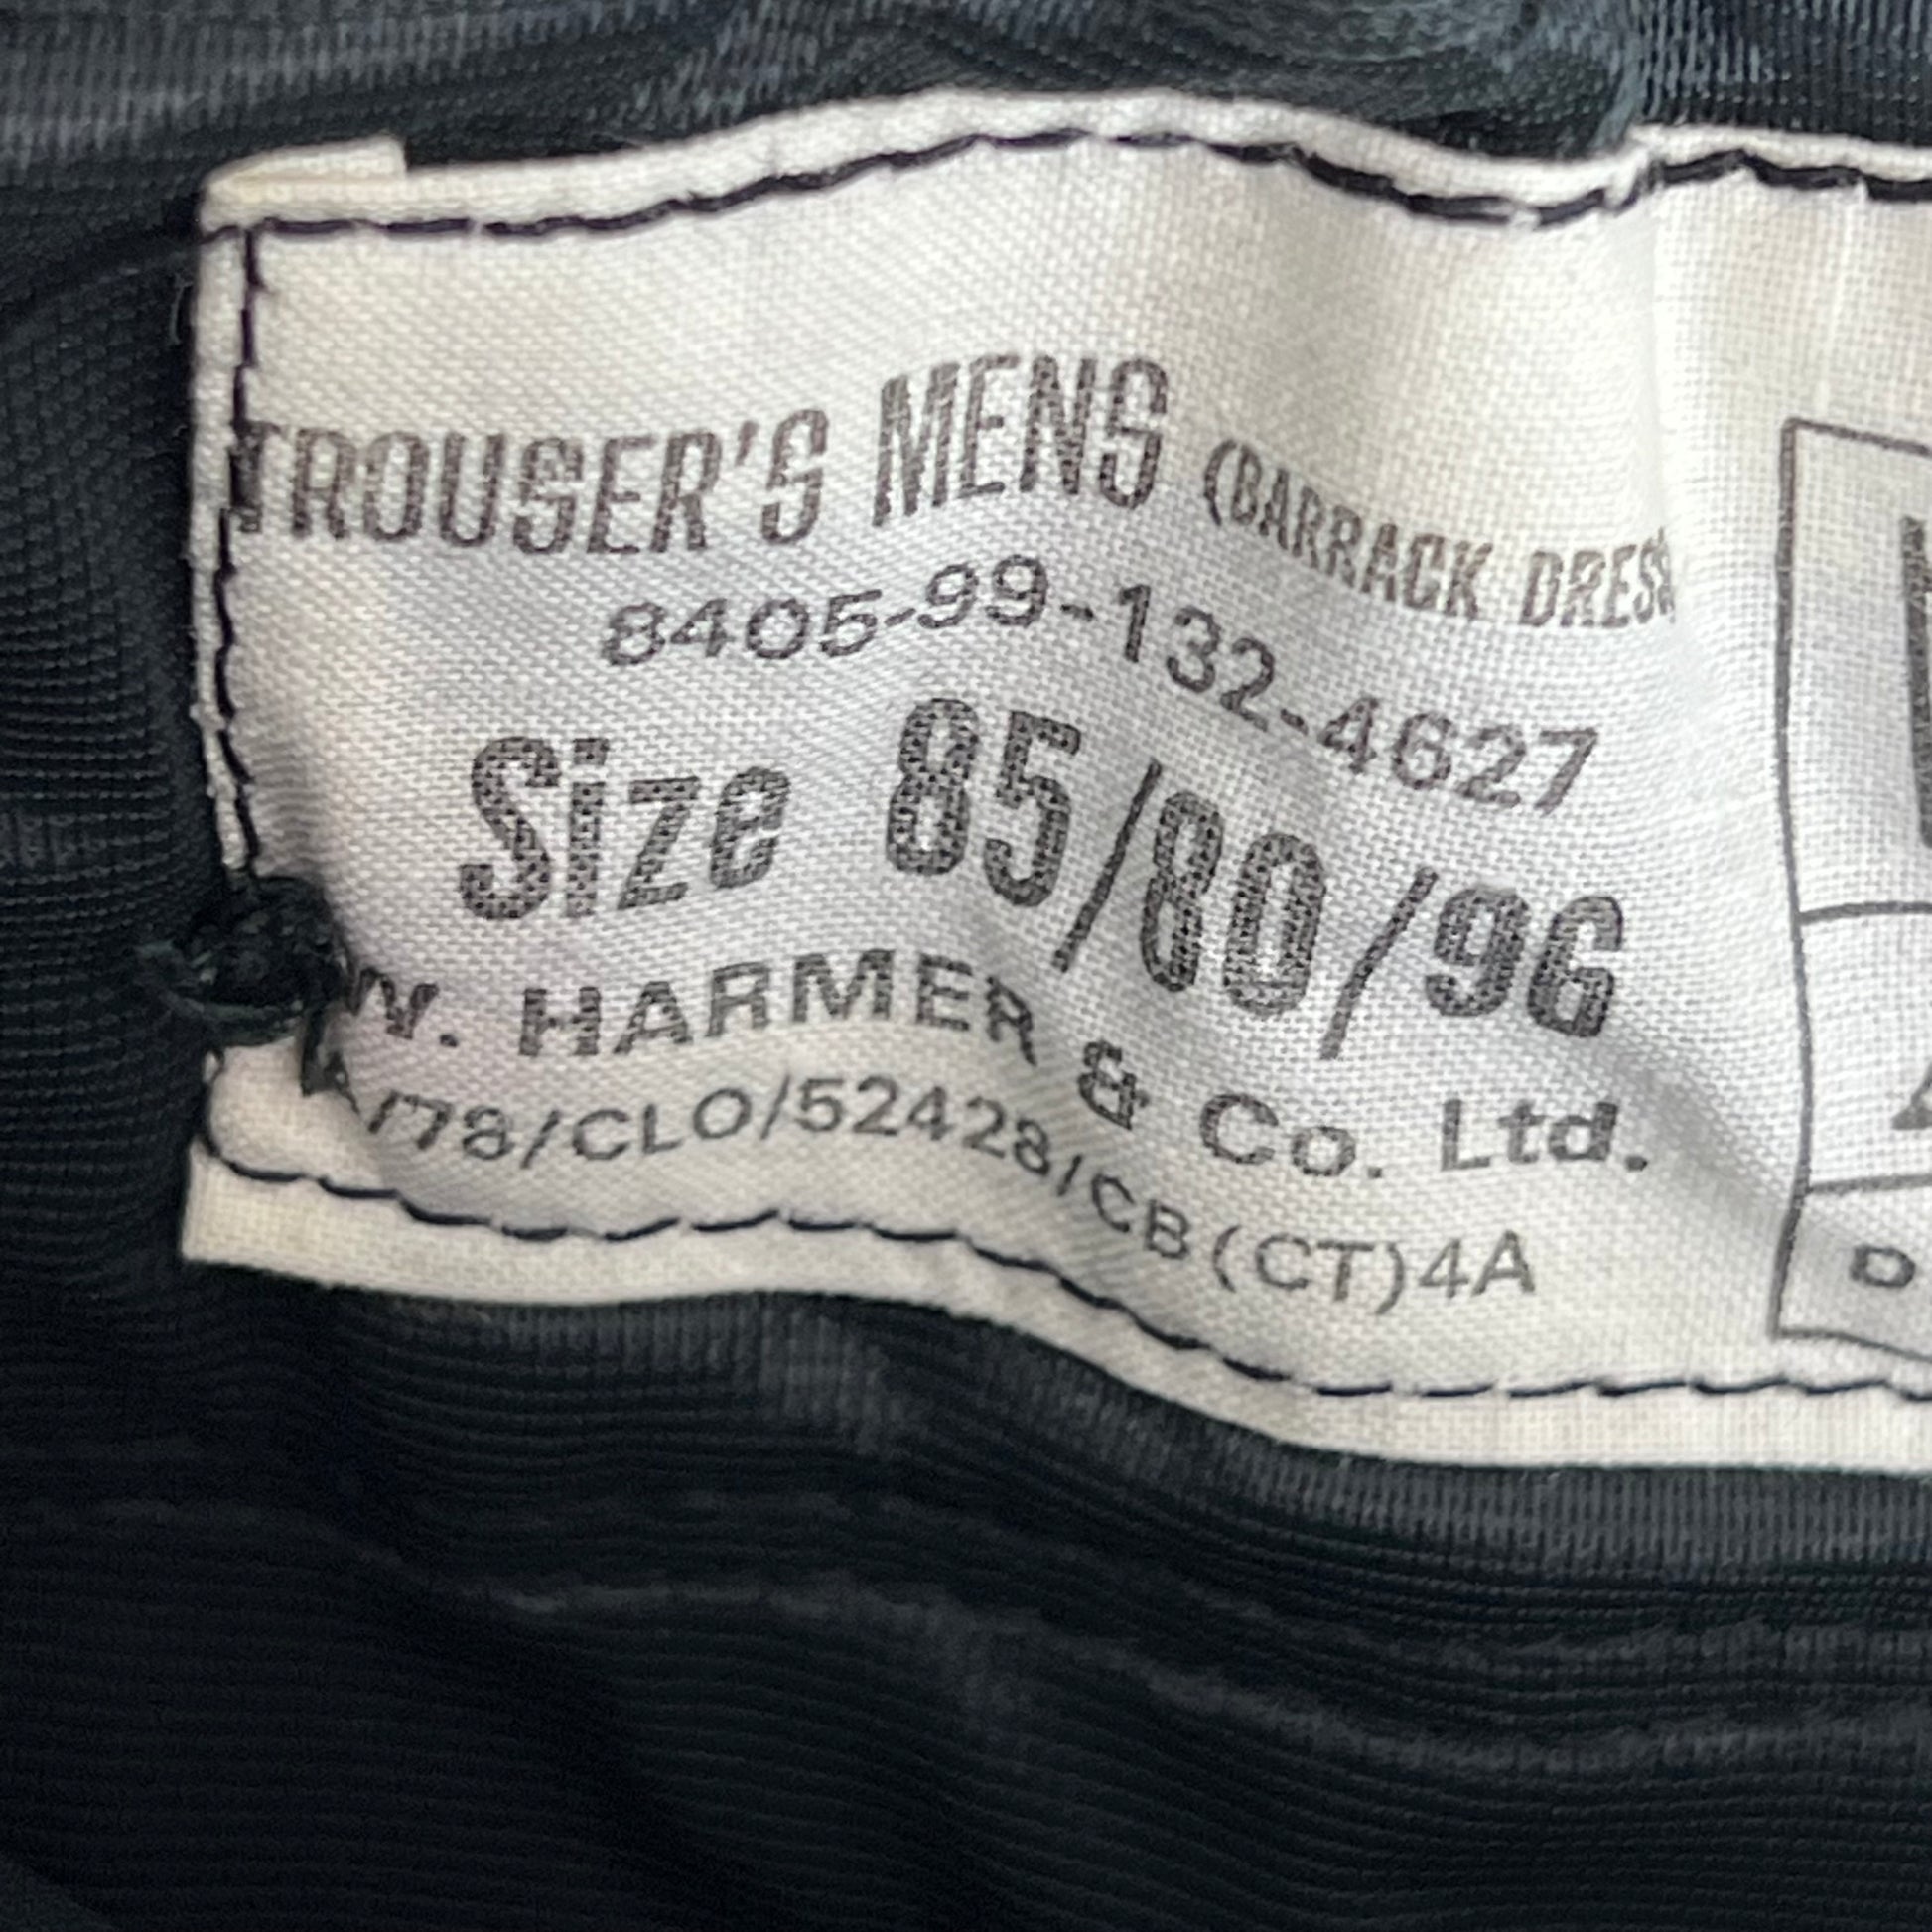 TROUSER'S MENS (BARRACK DRESS
8405-99-132-4627
Size 85/80/96
W. HARMER & Co. Ltd.
A/78/CLO/52428/CB(CT)4A
D